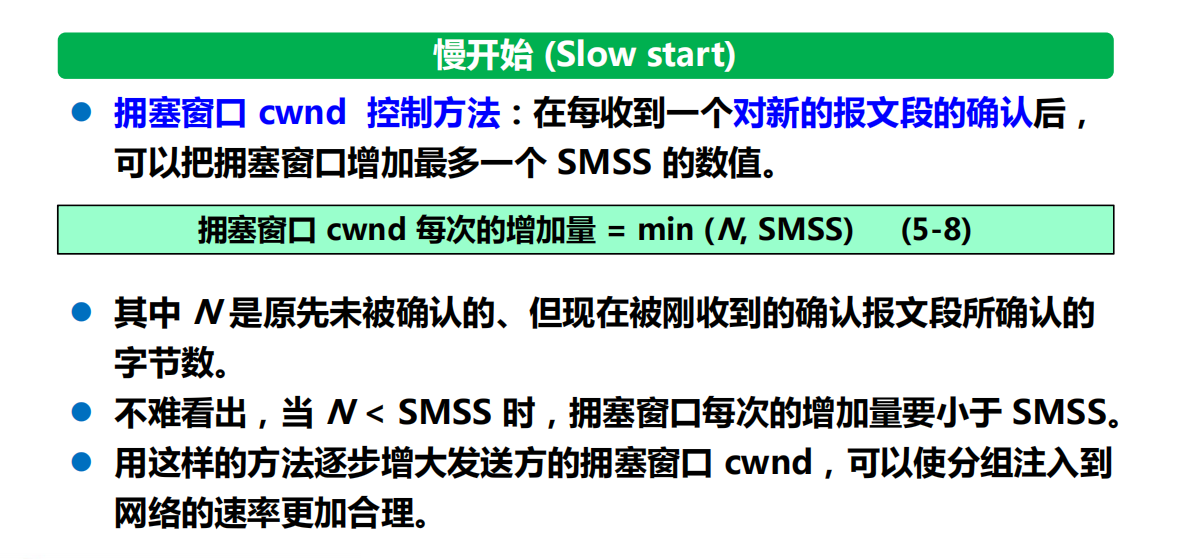 慢开始 (Slow start)
拥塞窗口 cwnd 控制方法：在每收到一个对新的报文段的确认后，
可以把拥塞窗口增加最多一个 SMSS 的数值。
拥塞窗口 cwnd 每次的增加量 = min (N, SMSS) (5-8)
其中 N 是原先未被确认的、但现在被刚收到的确认报文段所确认的
字节数。
不难看出，当 N < SMSS 时，拥塞窗口每次的增加量要小于 SMSS。
用这样的方法逐步增大发送方的拥塞窗口 cwnd，可以使分组注入到
网络的速率更加合理。